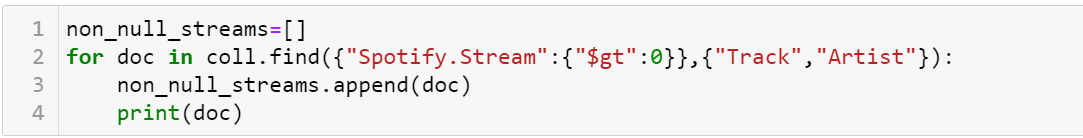 1 non_null_streams=[]
2 for doc in coll.find({"Spotify.Stream":{"$gt":0}},{"Track","Artist"}):
3     non_null_streams.append(doc)
4     print(doc)